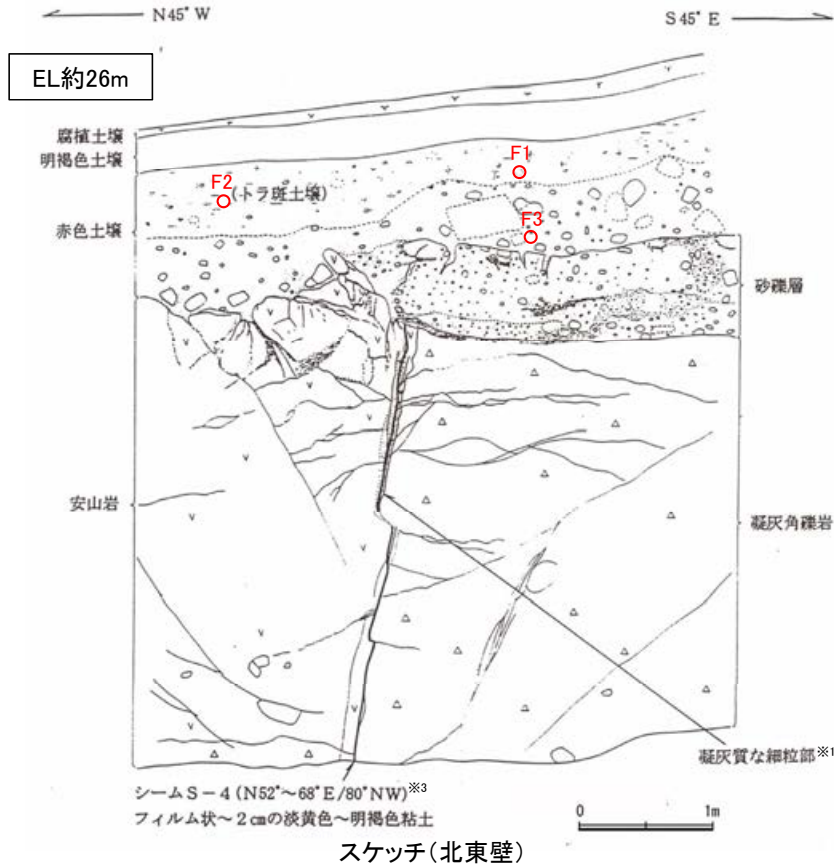 N45°W
S45°E
EL約26m
腐植土壌
明褐色土壌
F1
F2
(トラ斑土壌)
赤色土壌
F3
砂礫層
安山岩
凝灰角礫岩
凝灰質な細粒部※1
シームS-4(N52°~68°E/80°NW)※3
フィルム状~2cmの淡黄色~明褐色粘土
0 1m
スケッチ(北東壁)